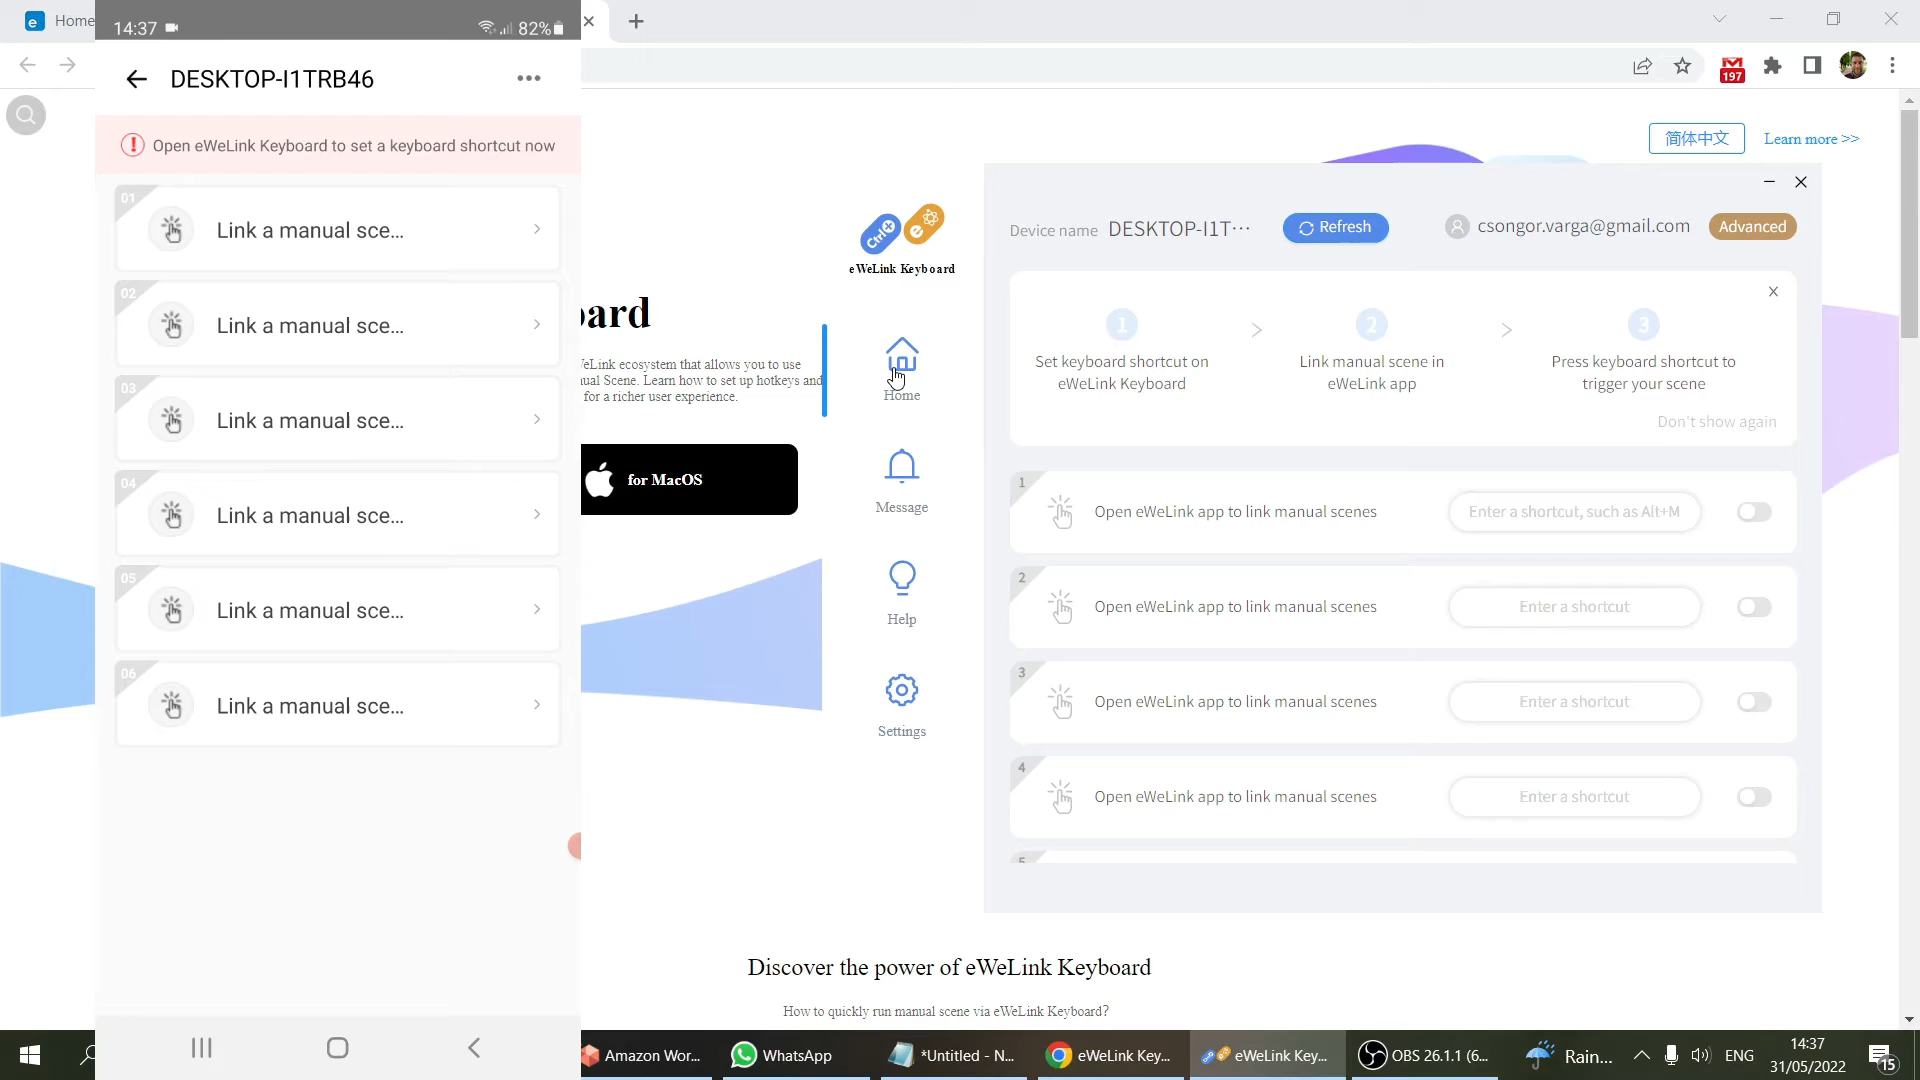 Home
14:37
82%
DESKTOP-I1TRB46
Open eWeLink Keyboard to set a keyboard shortcut now
01
Link a manual sce...
02
Link a manual sce...
03
Link a manual sce...
04
Link a manual sce...
05
Link a manual sce...
06
Link a manual sce...
197
简体中文
Learn more >>
WeLink ecosystem that allows you to use
ual Scene. Learn how to set up hotkeys and
for a richer user experience.
for MacOS
Ctrl
e
eWeLink Keyboard
Home
Message
Help
Settings
Device name DESKTOP-I1T···
Refresh
csongor.varga@gmail.com
Advanced
1
Set keyboard shortcut on
eWeLink Keyboard
2
Link manual scene in
eWeLink app
3
Press keyboard shortcut to
trigger your scene
Don't show again
1
Open eWeLink app to link manual scenes
Enter a shortcut, such as Alt+M
2
Open eWeLink app to link manual scenes
Enter a shortcut
3
Open eWeLink app to link manual scenes
Enter a shortcut
4
Open eWeLink app to link manual scenes
Enter a shortcut
Discover the power of eWeLink Keyboard
How to quickly run manual scene via eWeLink Keyboard?
Amazon Wor...
WhatsApp
*Untitled - N...
eWeLink Key...
eWeLink Key...
OBS 26.1.1 (6...
Rain...
ENG
14:37
31/05/2022
15